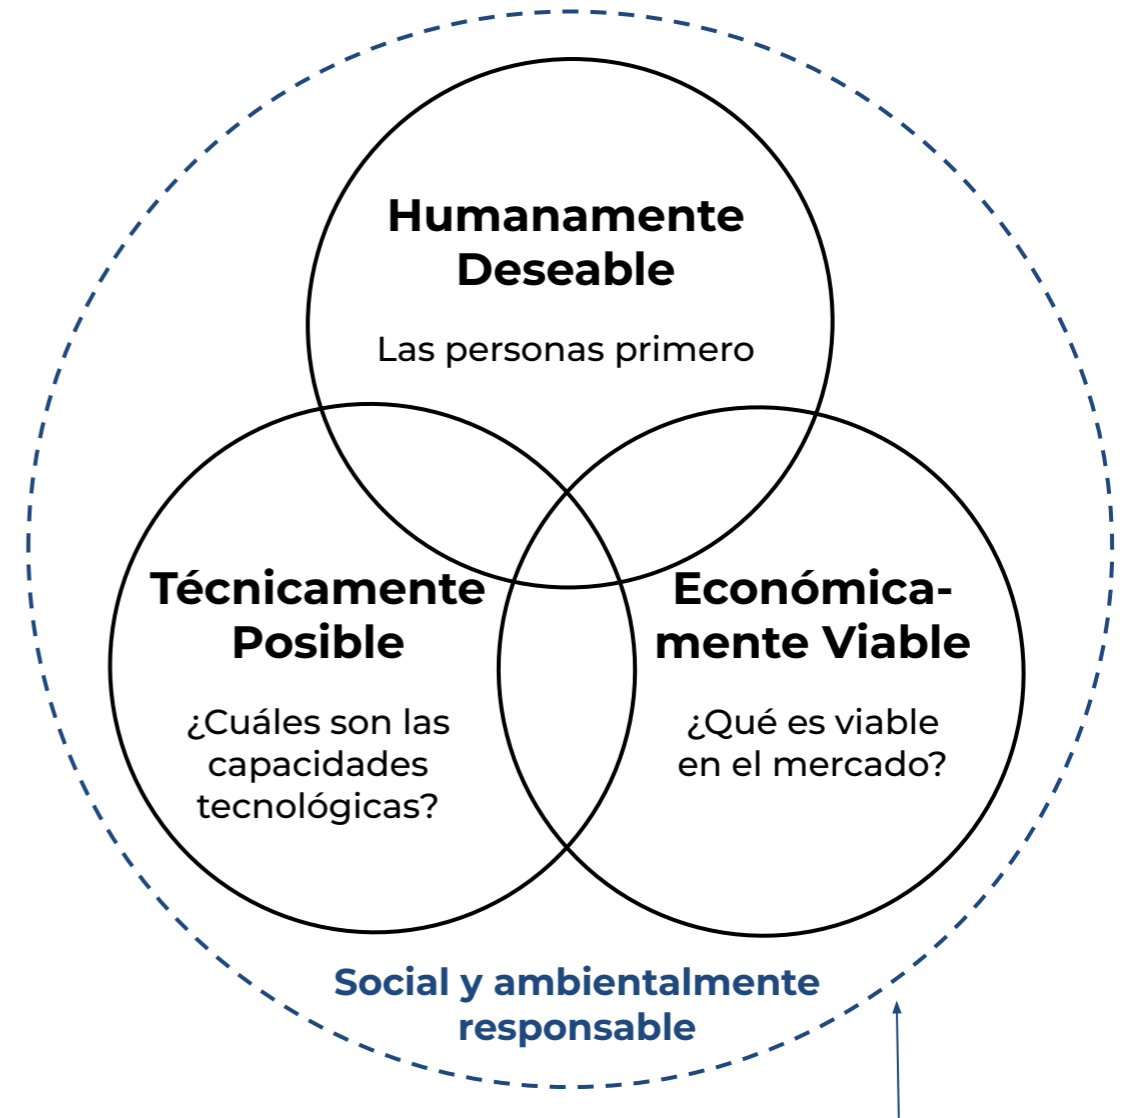 Humanamente
Deseable
Las personas primero
Técnicamente
Posible
¿Cuáles son las
capacidades
tecnológicas?
Económica-
mente Viable
¿Qué es viable
en el mercado?
Social y ambientalmente
responsable